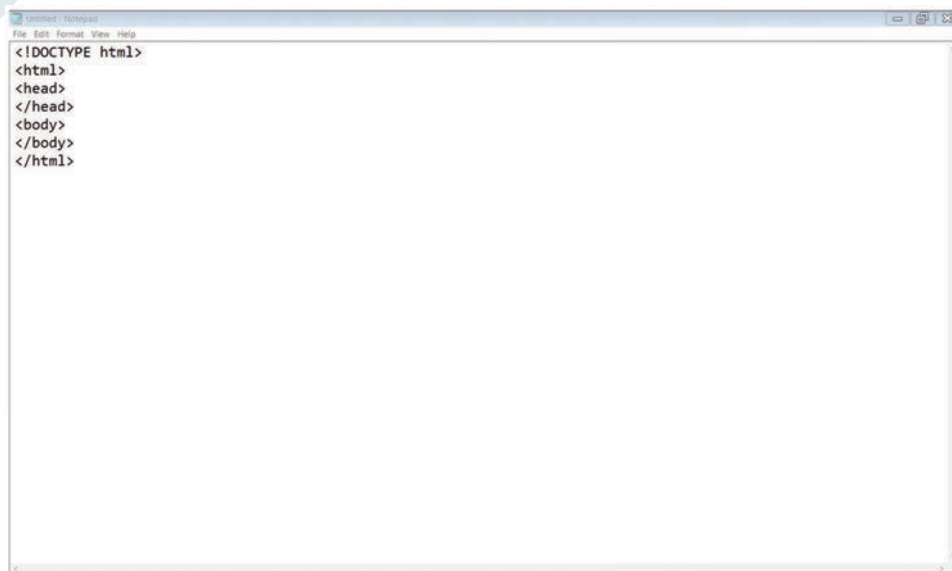 Untitled - Notepad
File Edit Format View Help
<!DOCTYPE html>
<html>
<head>
</head>
<body>
</body>
</html>